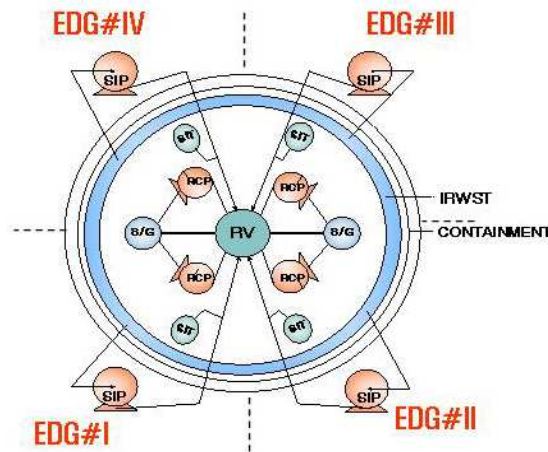 EDG#IV
EDG#III
SIP
SIP
SIT
SIT
RCP
RCP
IRWST
S/G
RV
S/G
CONTAINMENT
RCP
RCP
SIT
SIT
SIP
SIP
EDG#I
EDG#II